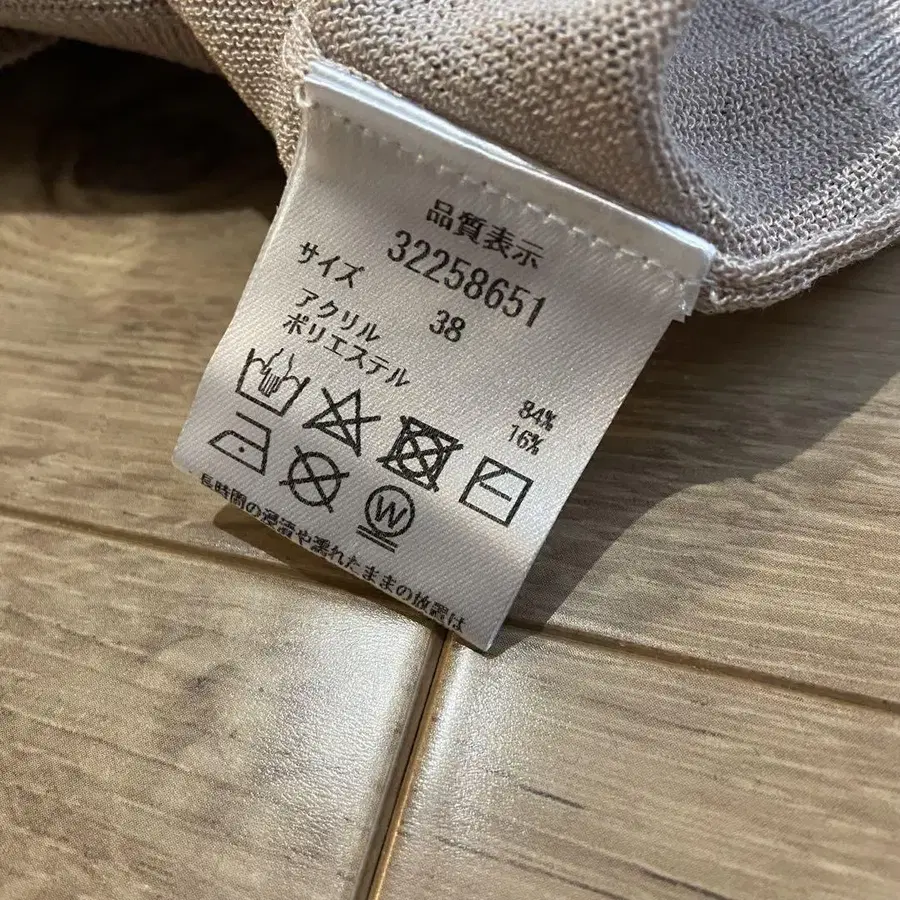 品質表示
32258651
サイズ 38
アクリル 84%
ポリエステル 16%
W
長時間の浸漬や濡れたままの放置は